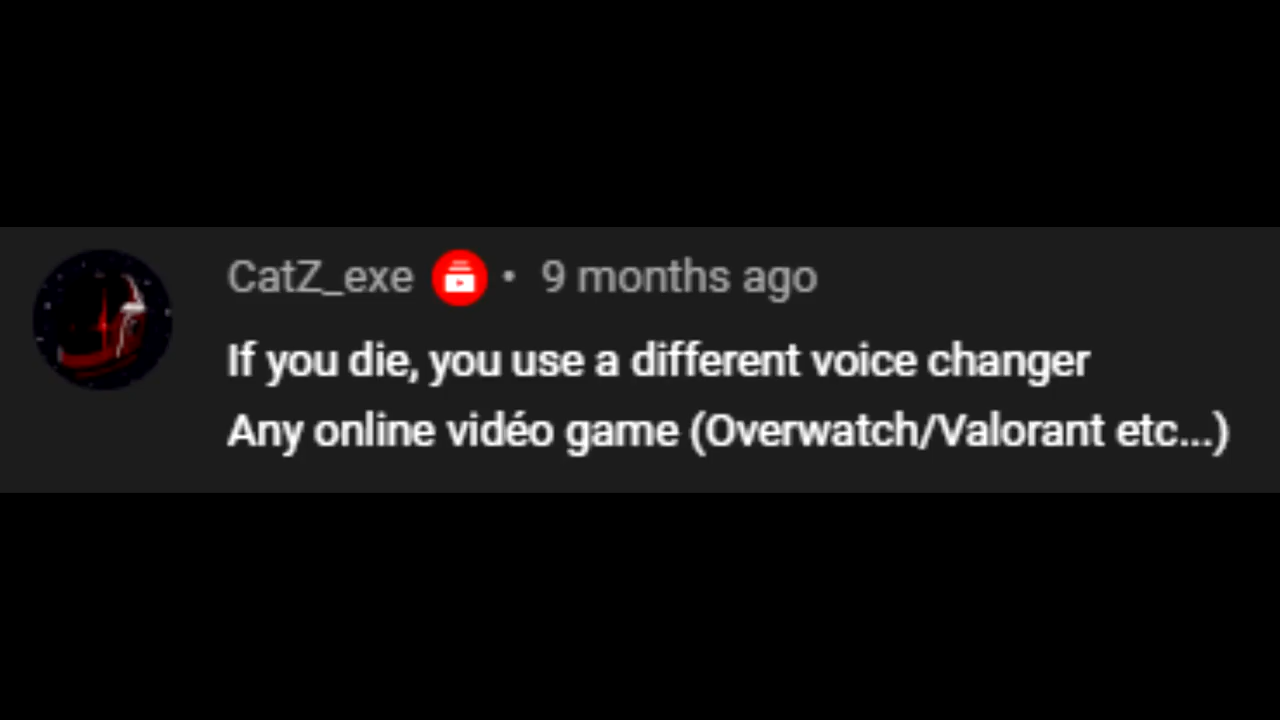 CatZ_exe • 9 months ago
If you die, you use a different voice changer
Any online vidéo game (Overwatch/Valorant etc...)